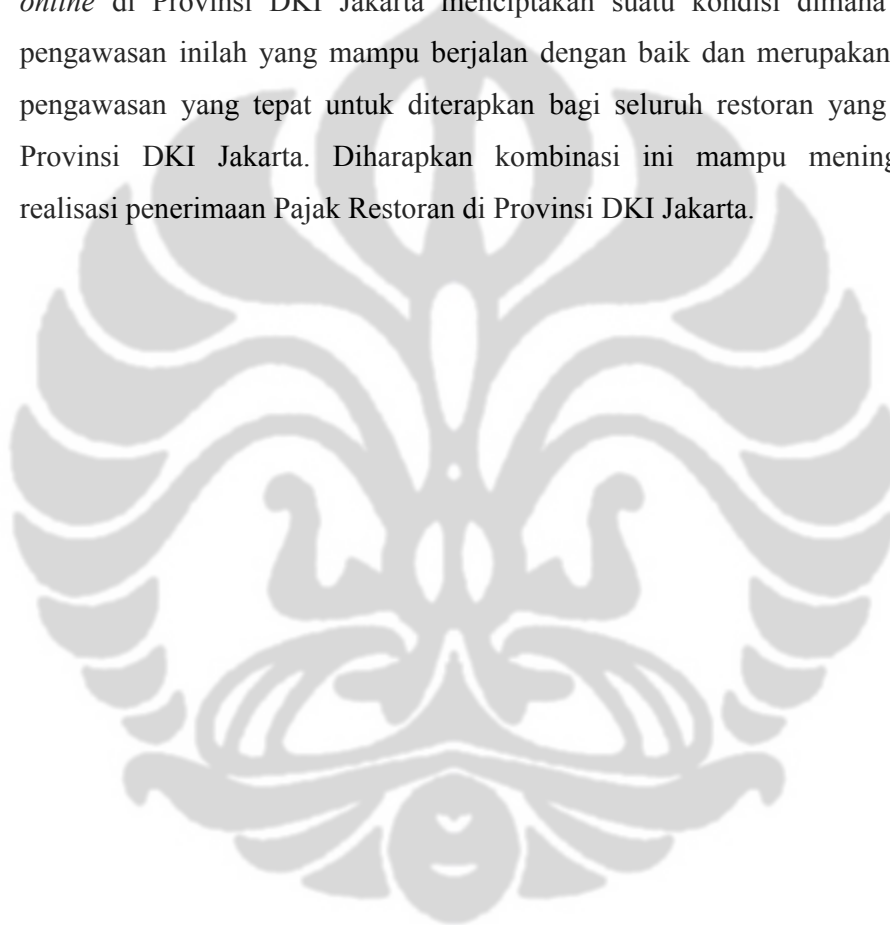 online di Provinsi DKI Jakarta menciptakan suatu kondisi dimana
pengawasan inilah yang mampu berjalan dengan baik dan merupakan
pengawasan yang tepat untuk diterapkan bagi seluruh restoran yang
Provinsi DKI Jakarta. Diharapkan kombinasi ini mampu mening
realisasi penerimaan Pajak Restoran di Provinsi DKI Jakarta.